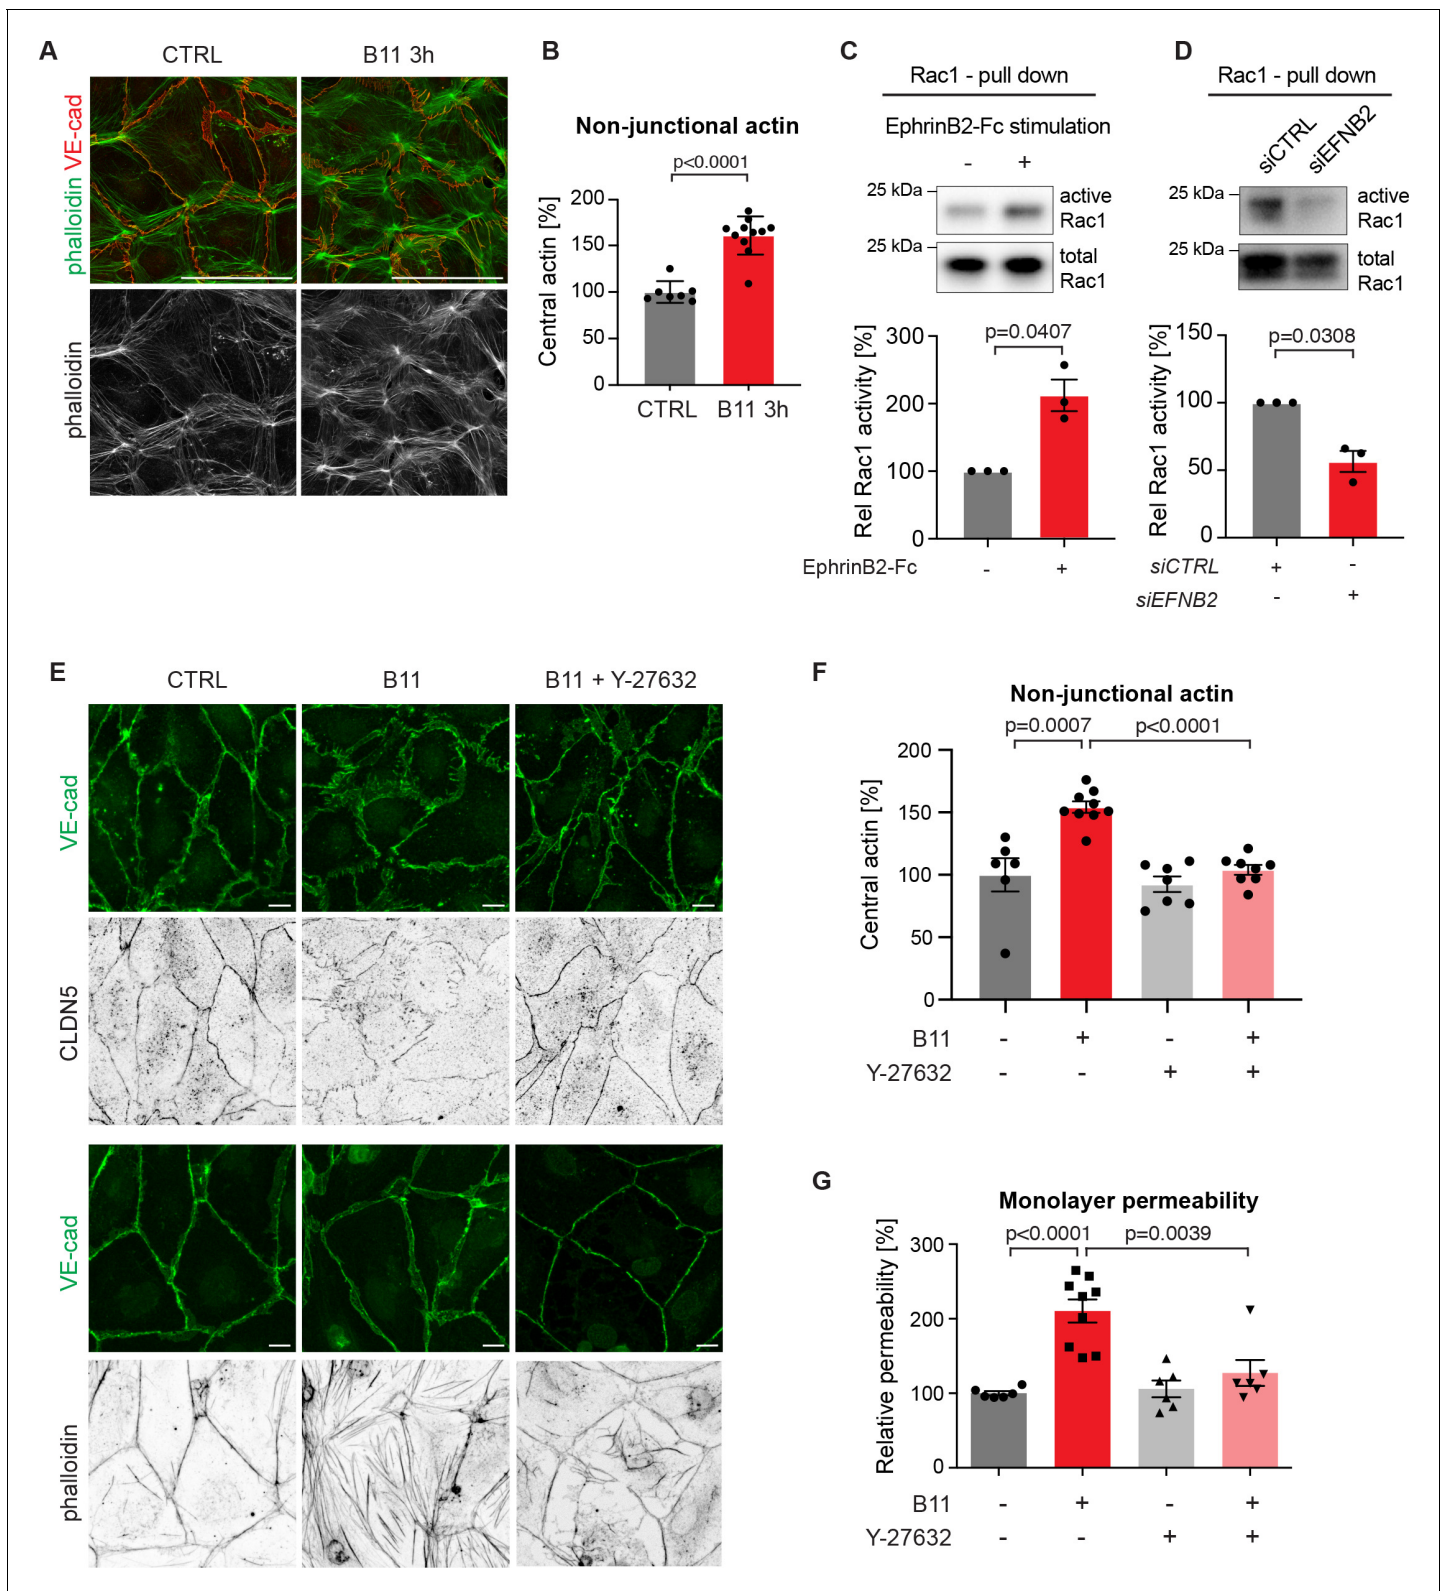 A
CTRL
B11 3h
phalloidin VE-cad
phalloidin
B
Non-junctional actin
p<0.0001
Central actin [%]
200
150
100
50
0
CTRL
B11 3h
C
Rac1 - pull down
EphrinB2-Fc stimulation
- +
25 kDa
active
Rac1
25 kDa
total
Rac1
p=0.0407
Rel Rac1 activity [%]
300
200
100
0
EphrinB2-Fc - +
D
Rac1 - pull down
siCTRL
siEFNB2
25 kDa
active
Rac1
25 kDa
total
Rac1
p=0.0308
Rel Rac1 activity [%]
150
100
50
0
siCTRL + -
siEFNB2 - +
E
CTRL
B11
B11 + Y-27632
VE-cad
CLDN5
VE-cad
phalloidin
F
Non-junctional actin
p=0.0007
p<0.0001
Central actin [%]
200
150
100
50
0
B11 - + - +
Y-27632 - - + +
G
Monolayer permeability
p<0.0001
p=0.0039
Relative permeability [%]
300
200
100
0
B11 - + - +
Y-27632 - - + +